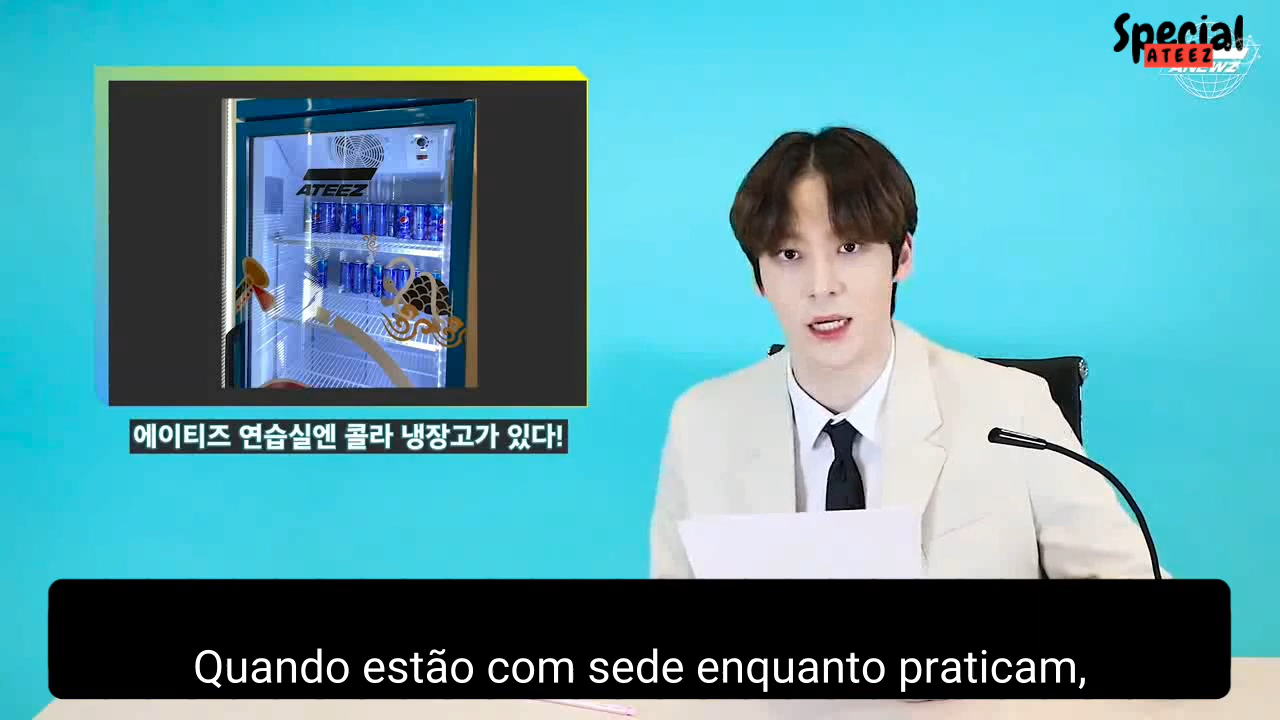 Special
ATEEZ
ANEWZ
ATEEZ
에이티즈 연습실엔 콜라 냉장고가 있다!
Quando estão com sede enquanto praticam,